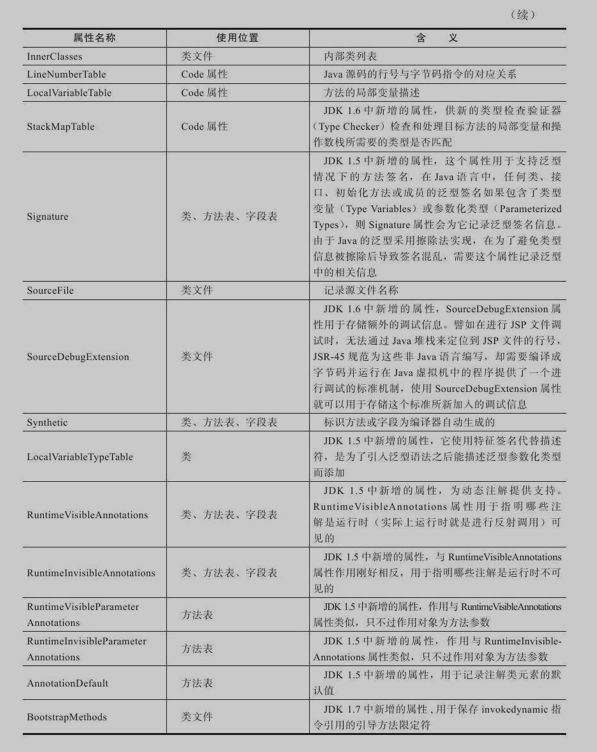 (续)
属性名称 使用位置 含 义
InnerClasses 类文件 内部类列表
LineNumberTable Code 属性 Java 源码的行号与字节码指令的对应关系
LocalVariableTable Code 属性 方法的局部变量描述
StackMapTable Code 属性 JDK 1.6 中新增的属性,供新的类型检查验证器
(Type Checker)检查和处理目标方法的局部变量和操
作数栈所需要的类型是否匹配
Signature 类、方法表、字段表 JDK 1.5 中新增的属性,这个属性用于支持泛型
情况下的方法签名,在 Java 语言中,任何类、接
口、初始化方法或成员的泛型签名如果包含了类型
变量(Type Variables)或参数化类型(Parameterized
Types),则 Signature 属性会为它记录泛型签名信息。
由于 Java 的泛型采用擦除法实现,在为了避免类型
信息被擦除后导致签名混乱,需要这个属性记录泛型
中的相关信息
SourceFile 类文件 记录源文件名称
SourceDebugExtension 类文件 JDK 1.6 中新增的属性,SourceDebugExtension 属
性用于存储额外的调试信息。譬如在进行 JSP 文件调
试时,无法通过 Java 堆栈来定位到 JSP 文件的行号,
JSR-45 规范为这些非 Java 语言编写,却需要编译成
字节码并运行在 Java 虚拟机中的程序提供了一个进
行调试的标准机制,使用 SourceDebugExtension 属性
就可以用于存储这个标准所新加入的调试信息
Synthetic 类、方法表、字段表 标识方法或字段为编译器自动生成的
LocalVariableTypeTable 类 JDK 1.5 中新增的属性,它使用特征签名代替描述
符,是为了引入泛型语法之后能描述泛型参数化类型
而添加
RuntimeVisibleAnnotations 类、方法表、字段表 JDK 1.5 中新增的属性,为动态注解提供支持。
RuntimeVisibleAnnotations 属性用于指明哪些注
解是运行时(实际上运行时就是进行反射调用)可
见的
RuntimeInvisibleAnnotations 类、方法表、字段表 JDK 1.5 中新增的属性,与 RuntimeVisibleAnnotations
属性作用刚好相反,用于指明哪些注解是运行时不可
见的
RuntimeVisibleParameter
Annotations 方法表 JDK 1.5 中新增的属性,作用与 RuntimeVisibleAnnotations
属性类似,只不过作用对象为方法参数
RuntimeInvisibleParameter
Annotations 方法表 JDK 1.5 中新增的属性,作用与 RuntimeInvisible-
Annotations 属性类似,只不过作用对象为方法参数
AnnotationDefault 方法表 JDK 1.5 中新增的属性,用于记录注解类元素的默
认值
BootstrapMethods 类文件 JDK 1.7 中新增的属性,用于保存 invokedynamic 指
令引用的引导方法限定符